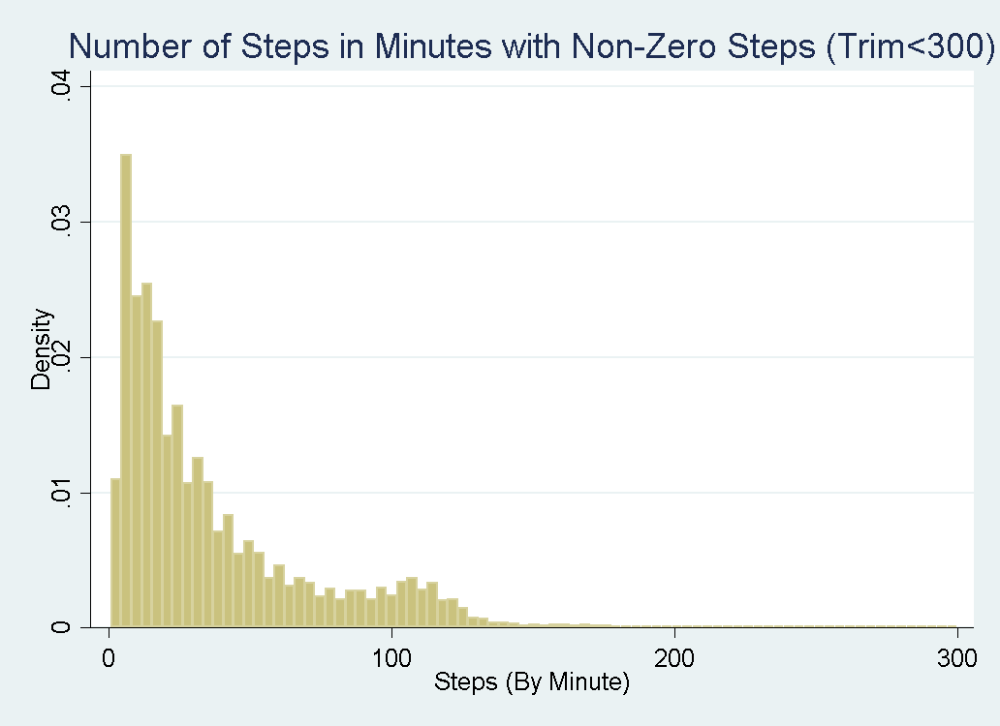 Number of Steps in Minutes with Non-Zero Steps (Trim<300)
.04
.03
.02
.01
0
Density
0 100 200 300
Steps (By Minute)